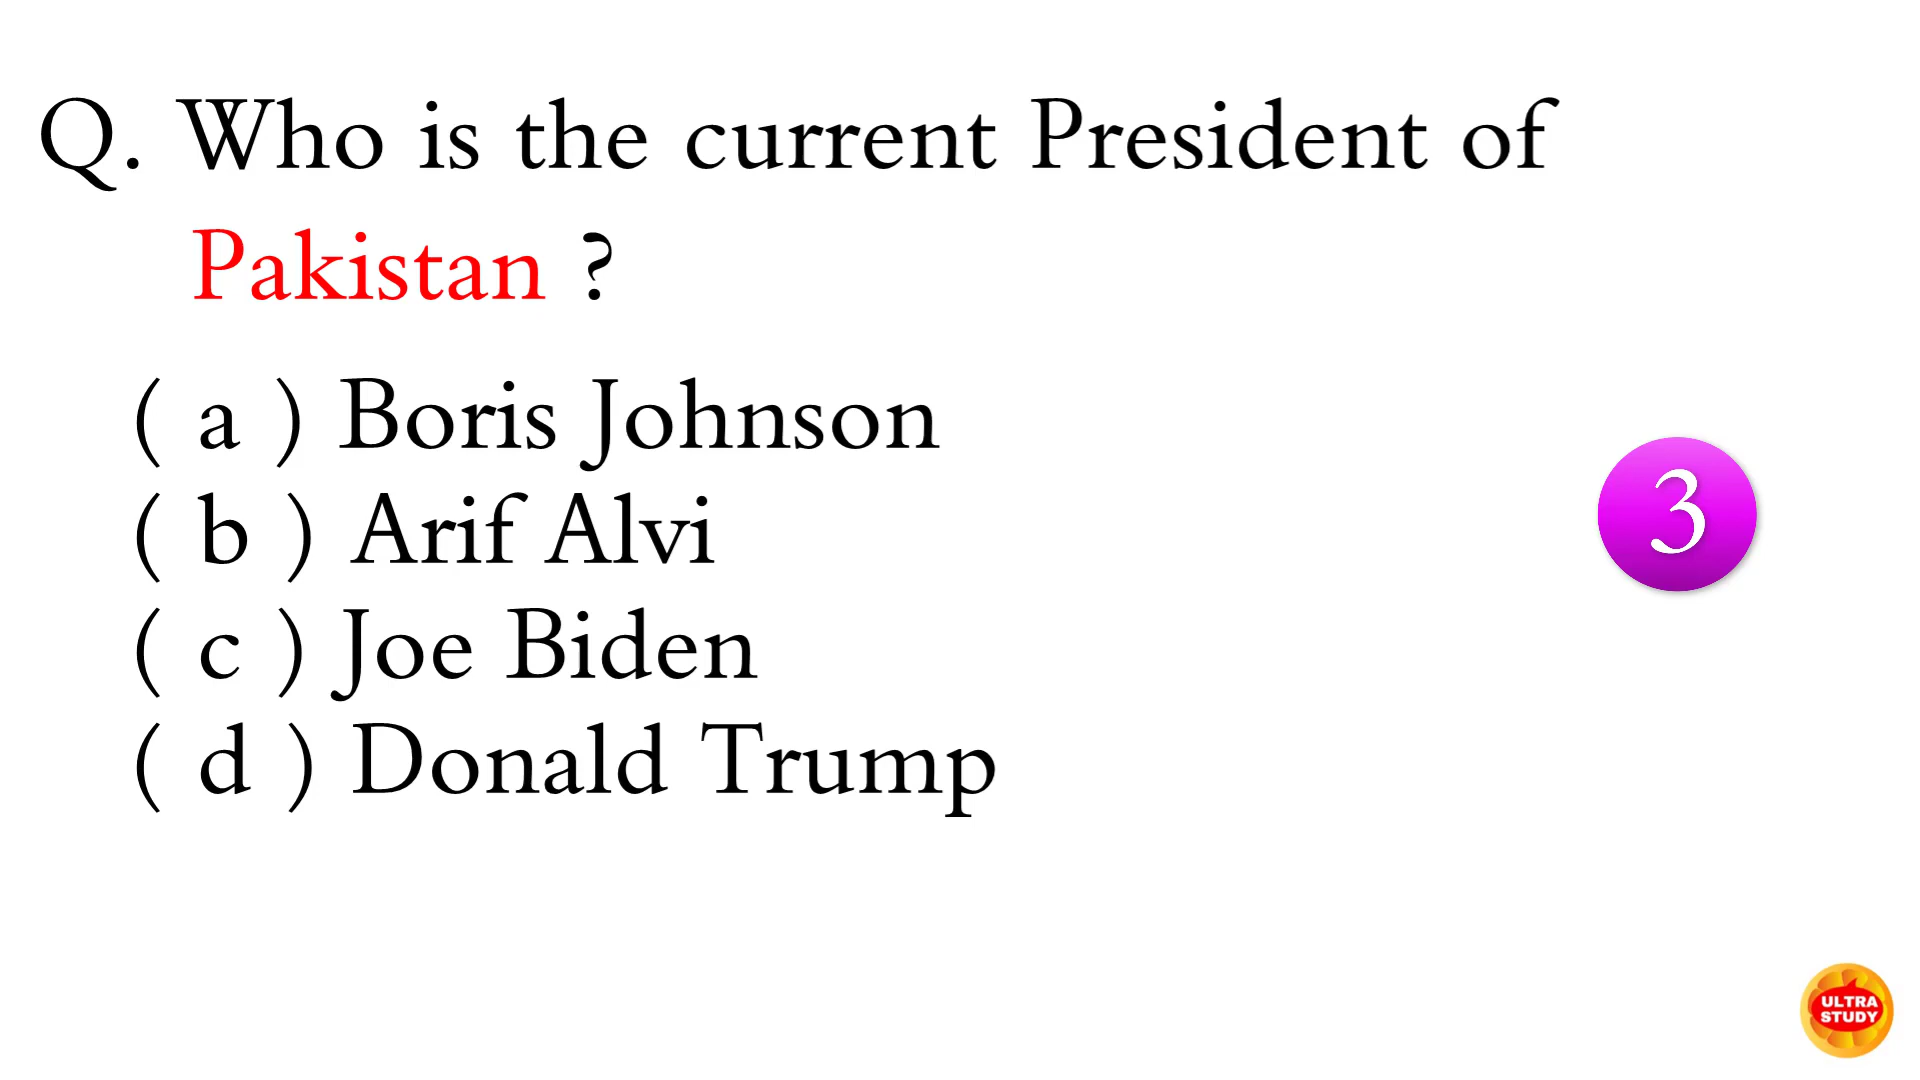 Q. Who is the current President of
Pakistan ?
( a ) Boris Johnson
( b ) Arif Alvi
( c ) Joe Biden
( d ) Donald Trump
3
ULTRA
STUDY